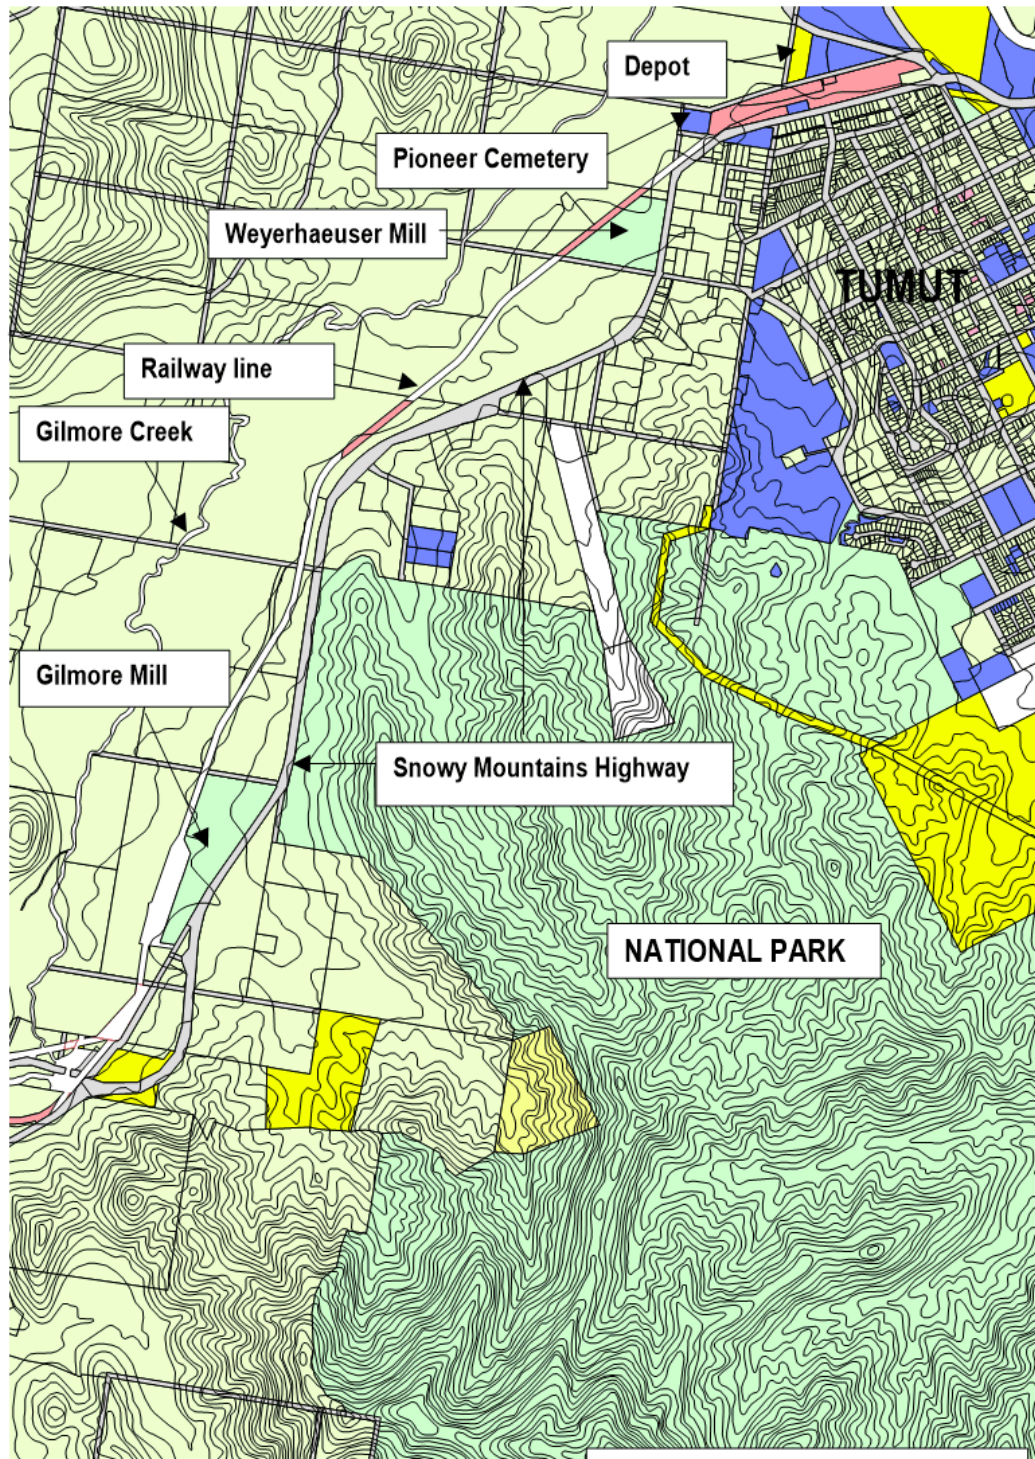 Depot
Pioneer Cemetery
Weyerhaeuser Mill
TUMUT
Railway line
Gilmore Creek
Gilmore Mill
Snowy Mountains Highway
NATIONAL PARK